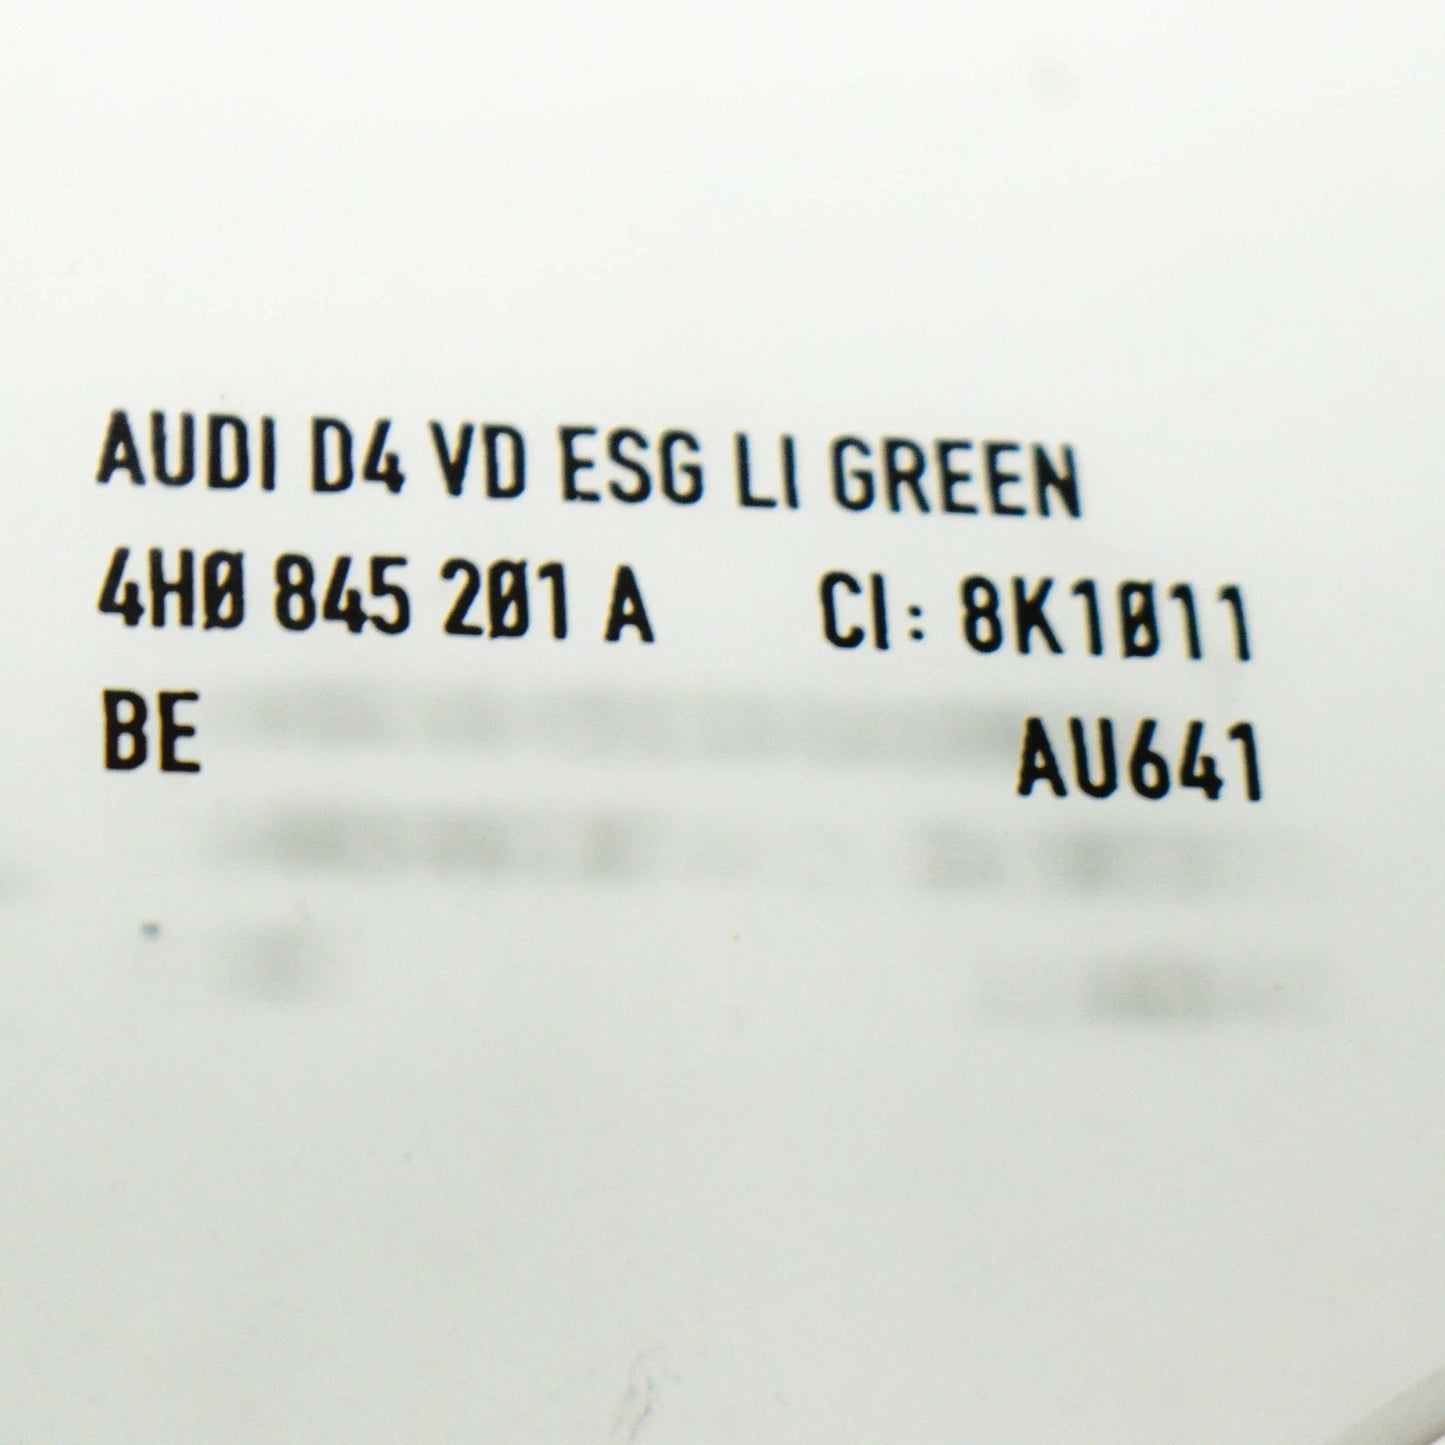 AUDI D4 VD ESG LI GREEN
4H0 845 201 A CI: 8K1011
BE AU641